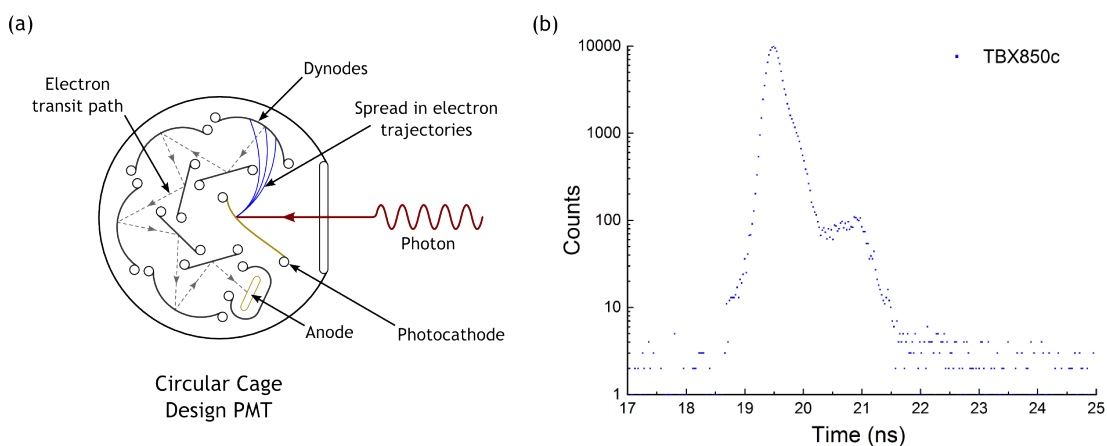 (a)
Dynodes
Electron
transit path
Spread in electron
trajectories
Photon
Anode
Photocathode
Circular Cage
Design PMT
(b)
TBX850c
Counts
10000
1000
100
10
1
17 18 19 20 21 22 23 24 25
Time (ns)